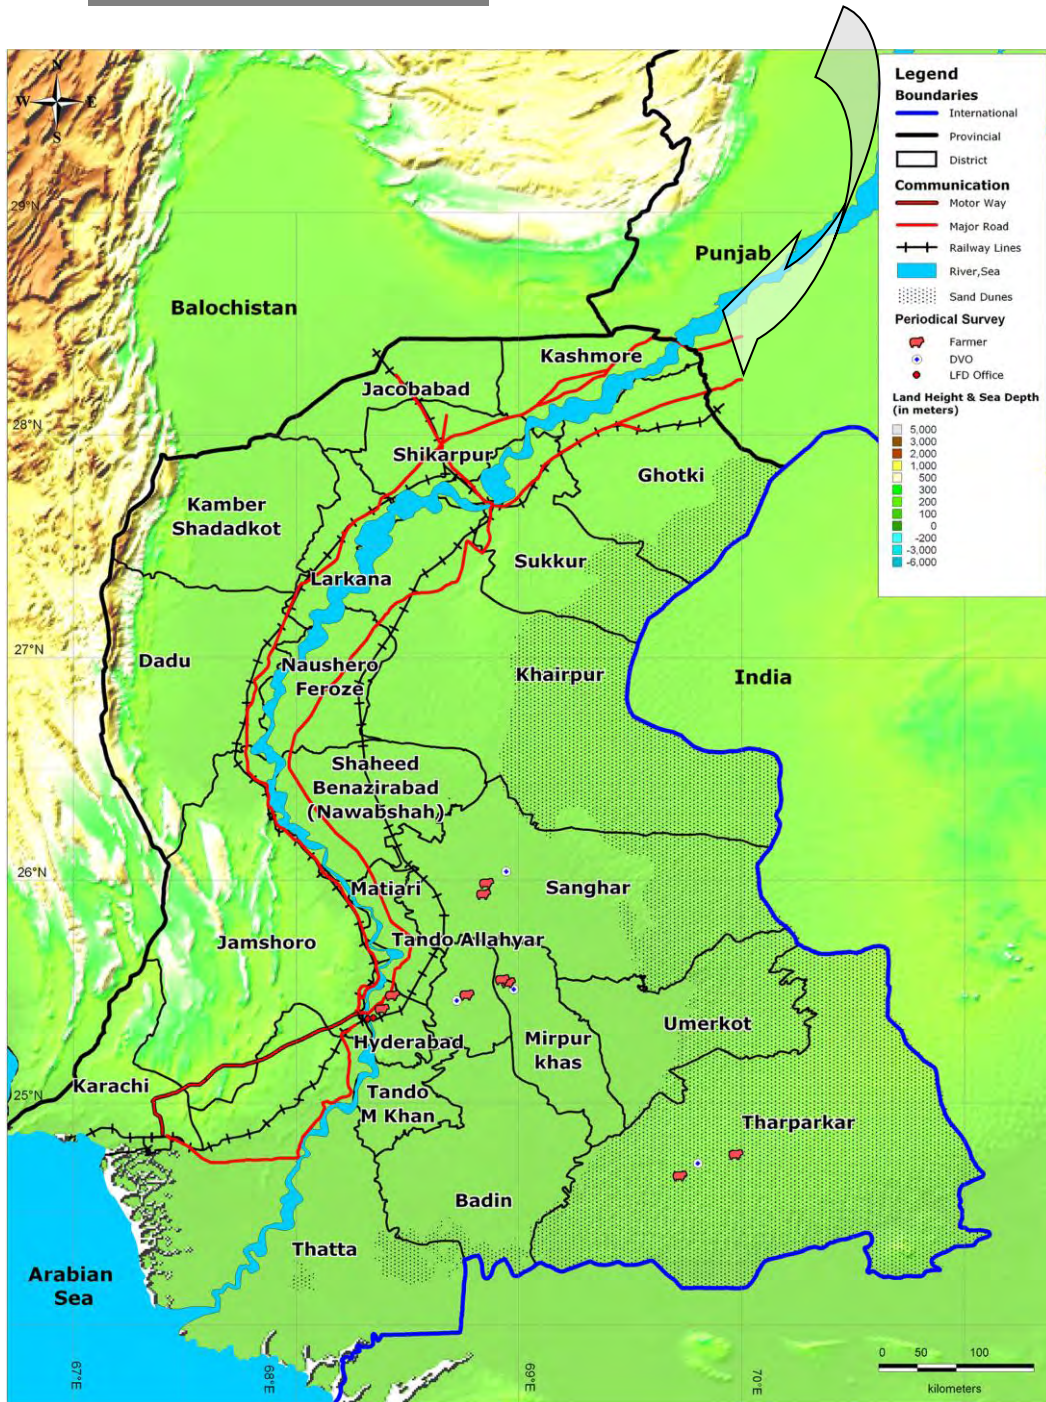 N
W
E
S
Legend
Boundaries
International
Provincial
District
Communication
Motor Way
Major Road
Railway Lines
River,Sea
Sand Dunes
Periodical Survey
Farmer
DVO
LFD Office
Land Height & Sea Depth
(in meters)
5,000
3,000
2,000
1,000
500
300
200
100
0
-200
-3,000
-6,000
29°N
Punjab
Balochistan
Kashmore
Jacobabad
28°N
Shikarpur
Ghotki
Kamber
Shadadkot
Sukkur
Larkana
27°N
Dadu
Naushero
Feroze
Khairpur
India
Shaheed
Benazirabad
(Nawabshah)
26°N
Matiari
Sanghar
Jamshoro
Tando Allahyar
Umerkot
Hyderabad
Mirpur
khas
25°N
Karachi
Tando
M Khan
Tharparkar
Badin
Thatta
Arabian
Sea
0 50 100
kilometers
67°E
68°E
69°E
70°E